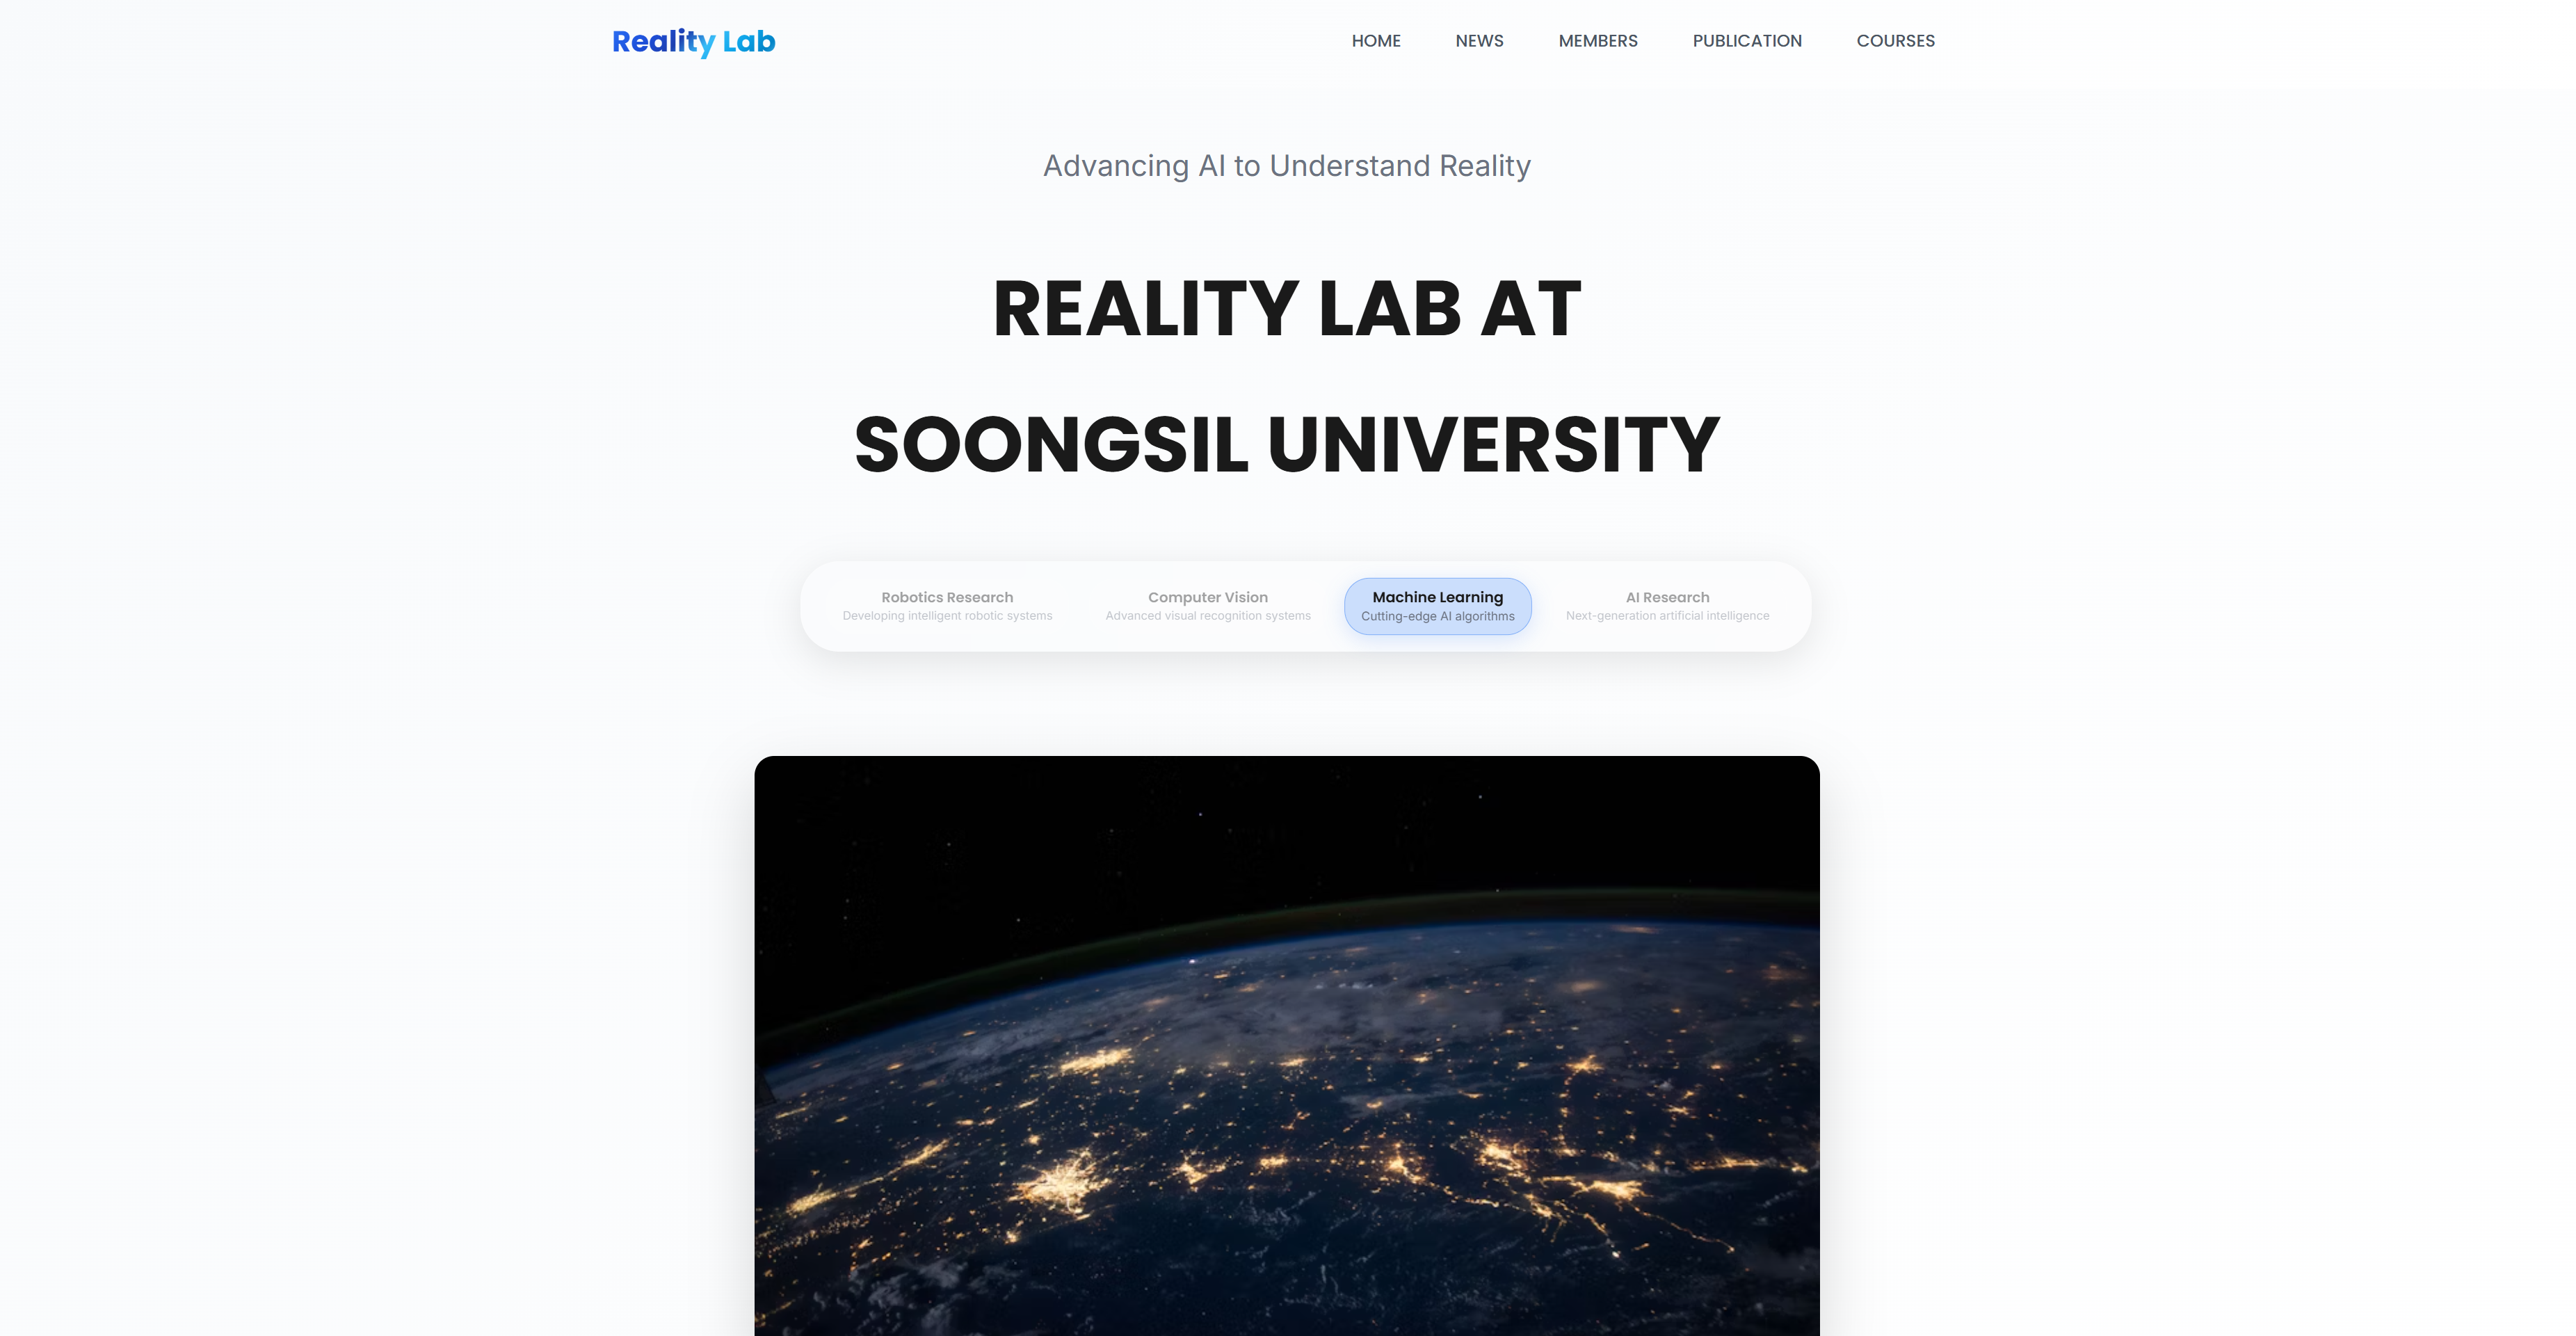 Reality Lab
HOME NEWS MEMBERS PUBLICATION COURSES
Advancing AI to Understand Reality
REALITY LAB AT
SOONGSIL UNIVERSITY
Robotics Research
Developing intelligent robotic systems
Computer Vision
Advanced visual recognition systems
Machine Learning
Cutting-edge AI algorithms
AI Research
Next-generation artificial intelligence